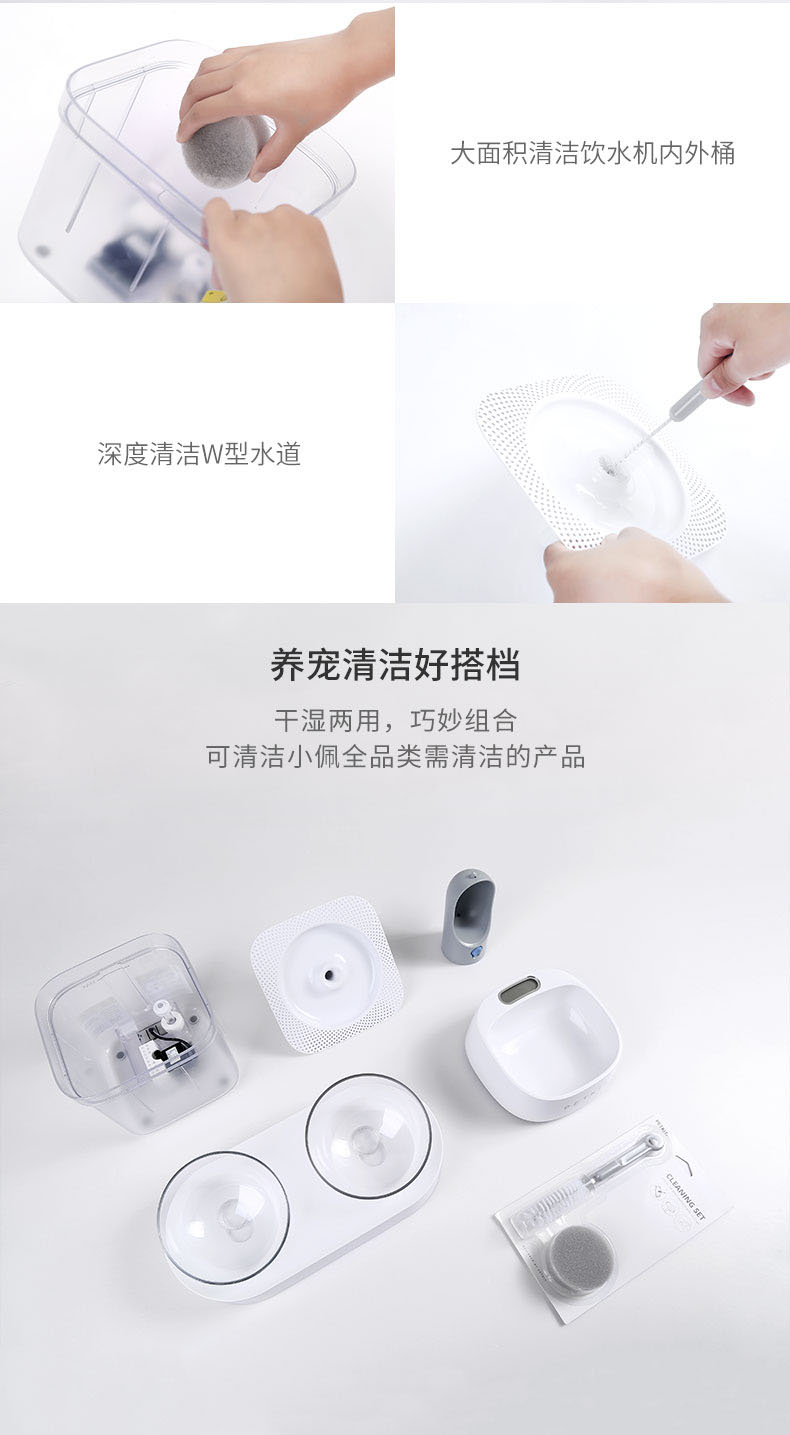 大面积清洁饮水机内外桶
深度清洁W型水道
养宠清洁好搭档
干湿两用，巧妙组合
可清洁小佩全品类需清洁的产品
CLEANING SET